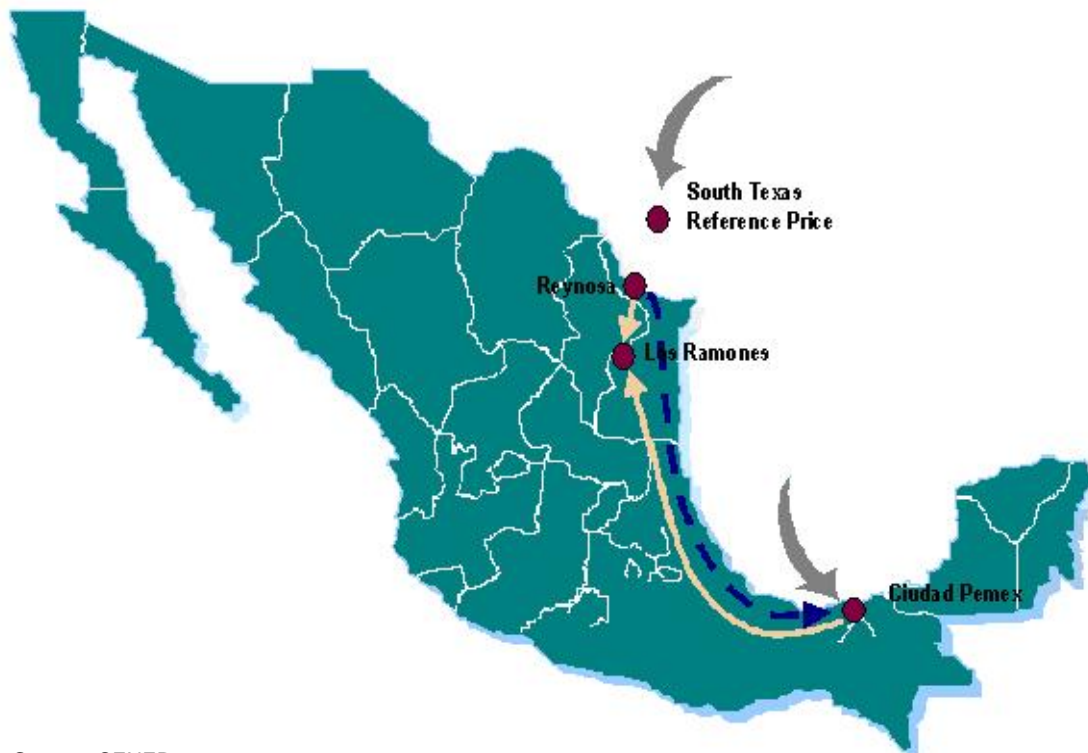 South Texas
Reference Price
Reynosa
Los Ramones
Ciudad Pemex